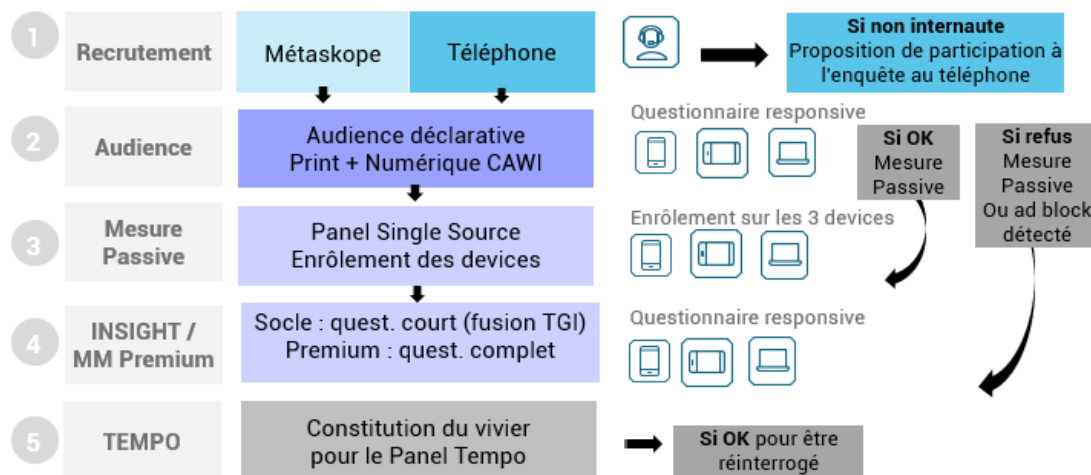 1
Recrutement
Métaskope
Téléphone
Si non internaute
Proposition de participation à
l'enquête au téléphone
2
Audience
Audience déclarative
Print + Numérique CAWI
Questionnaire responsive
Si OK
Mesure
Passive
Si refus
Mesure
Passive
Ou ad block
détecté
3
Mesure
Passive
Panel Single Source
Enrôlement des devices
Enrôlement sur les 3 devices
4
INSIGHT /
MM Premium
Socle : quest. court (fusion TGI)
Premium : quest. complet
Questionnaire responsive
5
TEMPO
Constitution du vivier
pour le Panel Tempo
Si OK pour être
réinterrogé